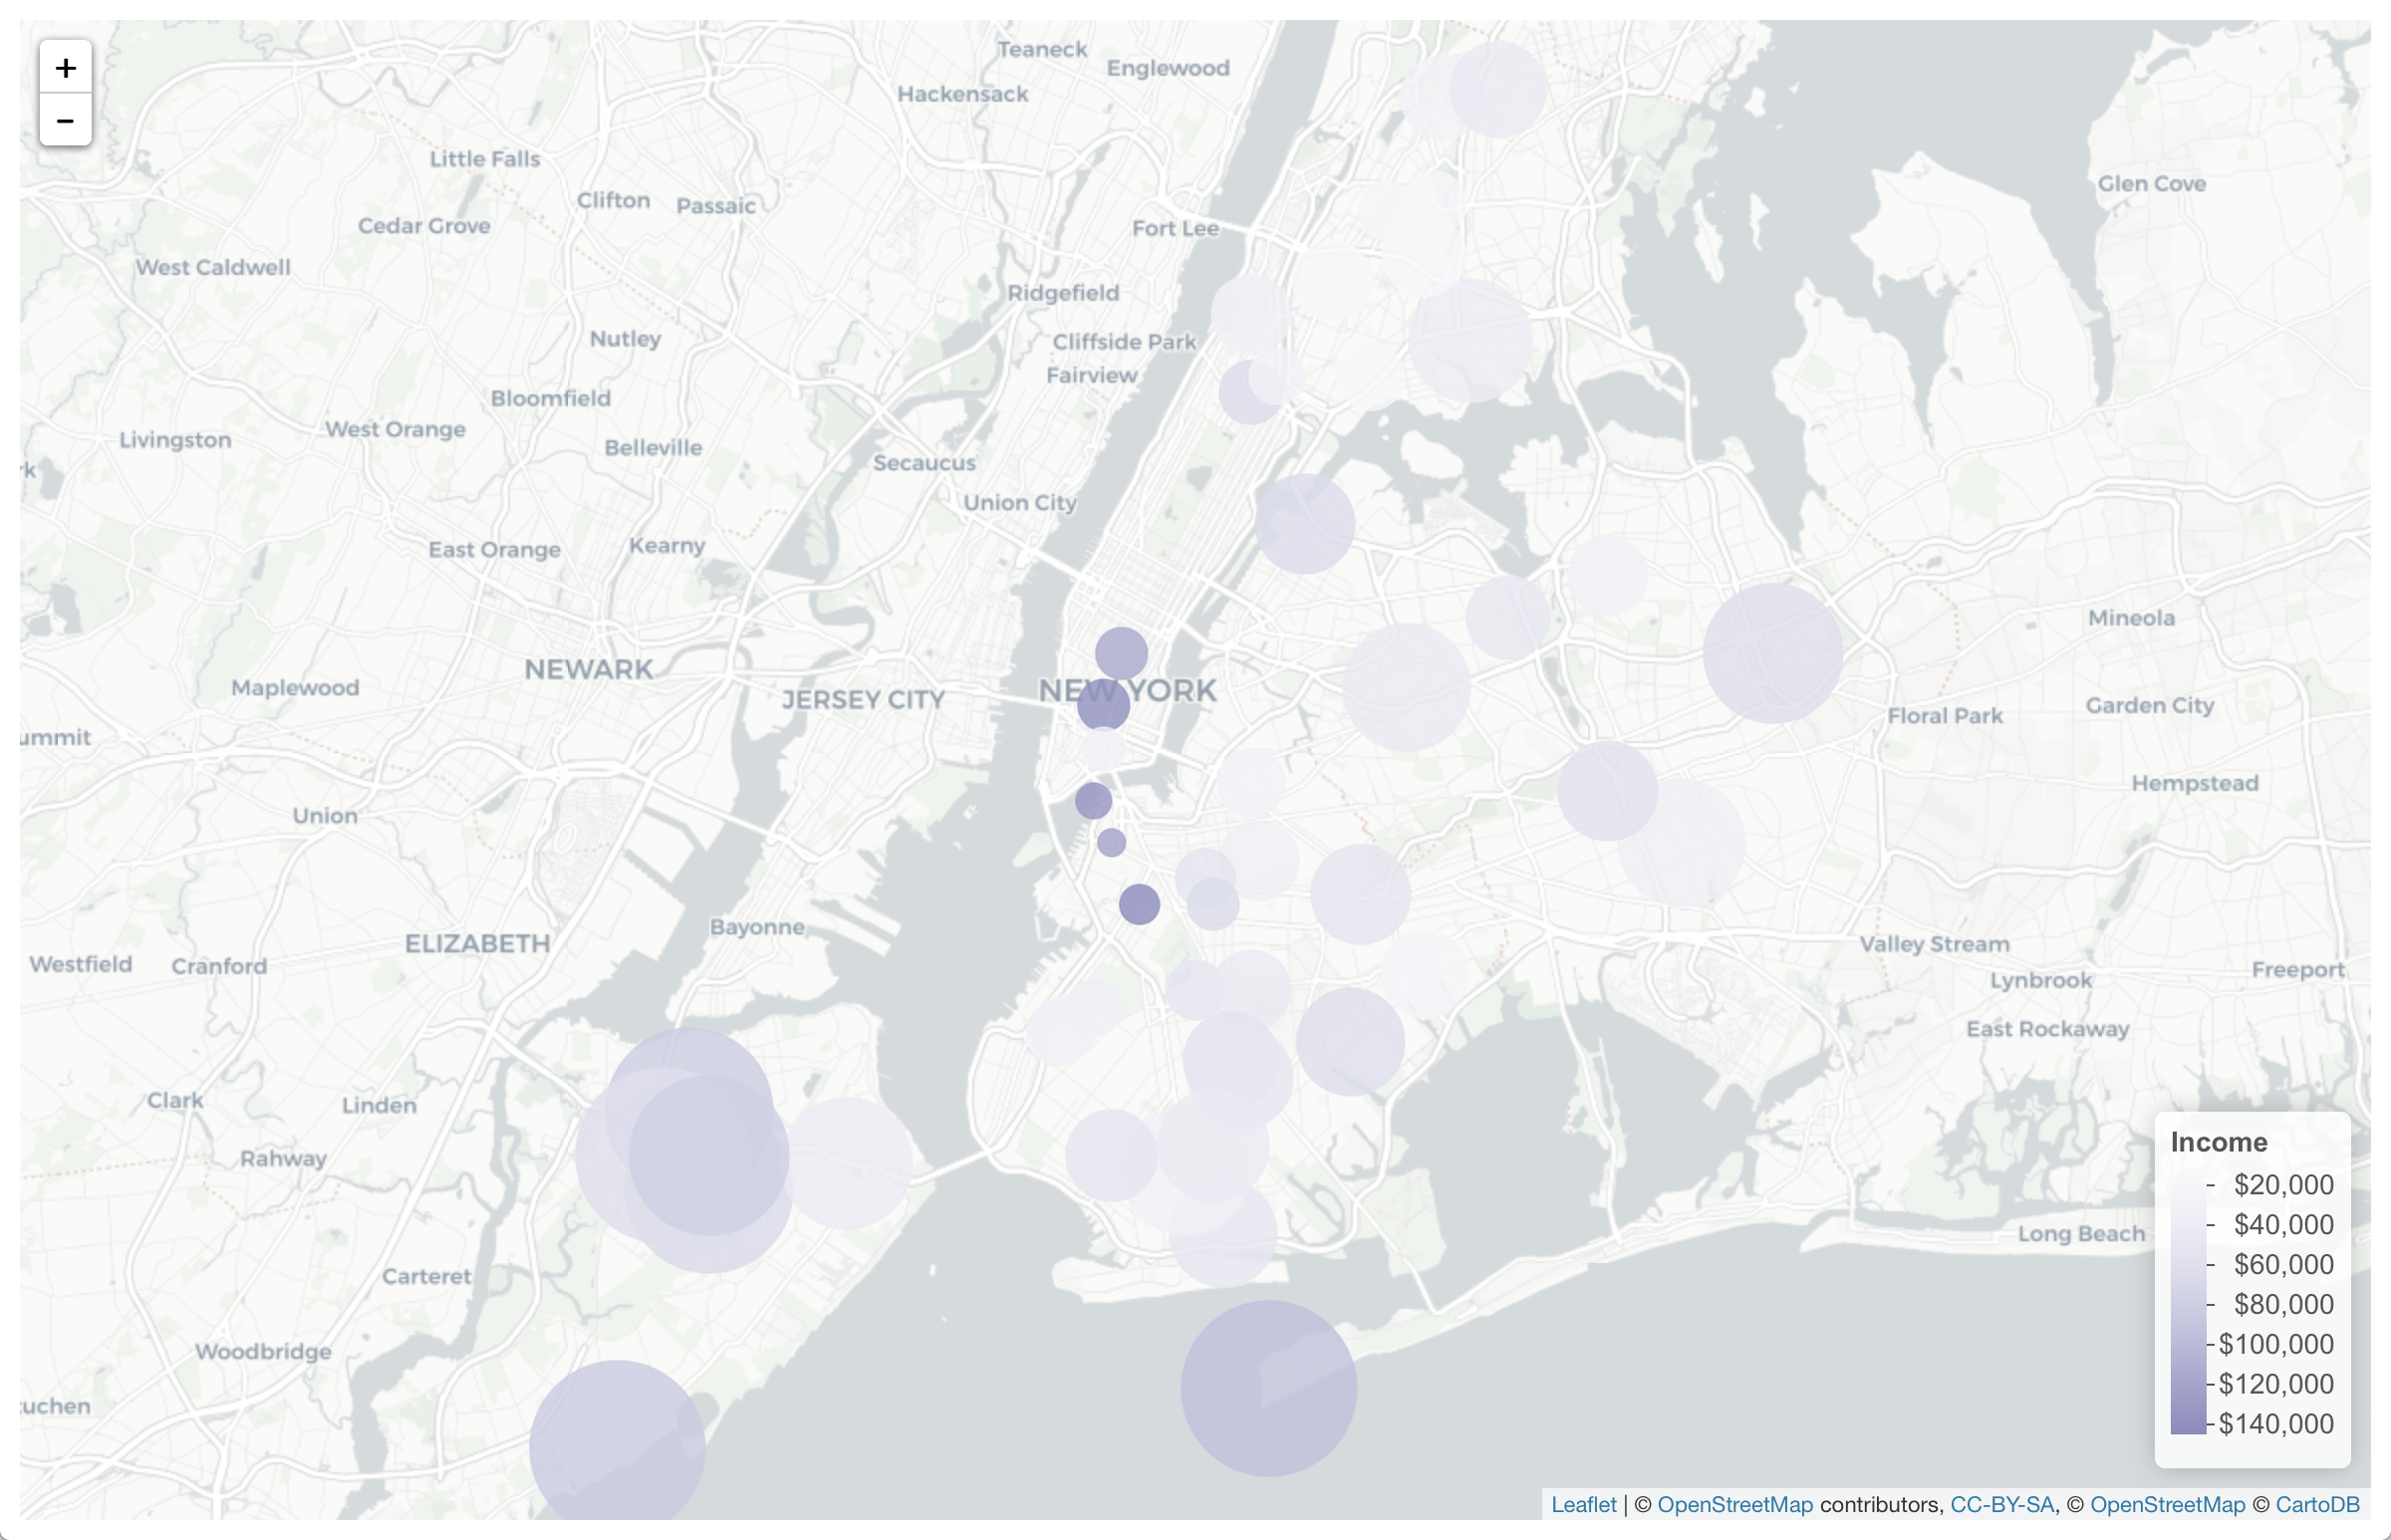 +
−
Teaneck
Englewood
Hackensack
Little Falls
Glen Cove
Clifton
Passaic
Cedar Grove
Fort Lee
West Caldwell
Ridgefield
Nutley
Cliffside Park
Fairview
Bloomfield
West Orange
Livingston
Belleville
Secaucus
rk
Union City
East Orange
Kearny
Mineola
NEWARK
Maplewood
NEW YORK
JERSEY CITY
Garden City
Floral Park
ummit
Hempstead
Union
Bayonne
ELIZABETH
Valley Stream
Westfield
Cranford
Freeport
Lynbrook
East Rockaway
Clark
Linden
Rahway
Long Beach
Carteret
Woodbridge
tuchen
Income
$20,000
$40,000
$60,000
$80,000
$100,000
$120,000
$140,000
Leaflet | © OpenStreetMap contributors, CC-BY-SA, © OpenStreetMap © CartoDB